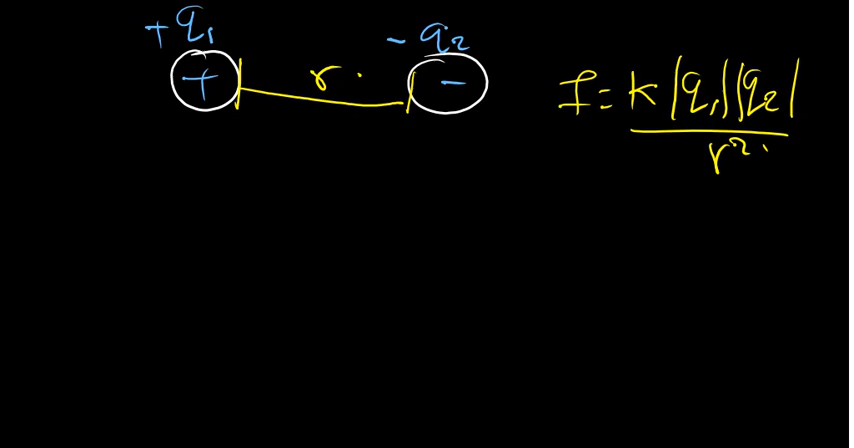 +q₁
- q₂
+
r
-
F = K |q₁||q₂|
r²